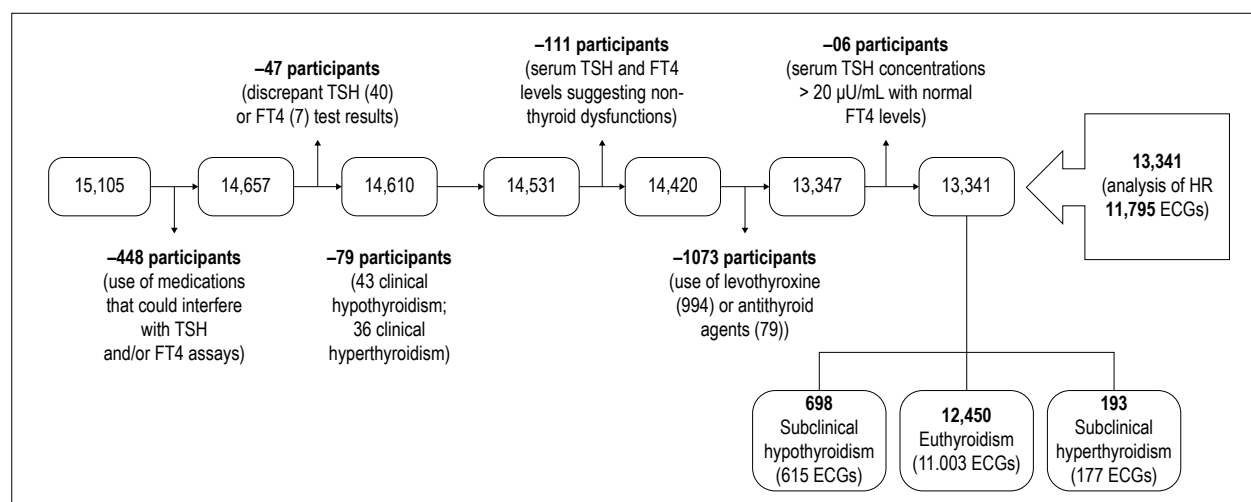 –47 participants
(discrepant TSH (40)
or FT4 (7) test results)
–111 participants
(serum TSH and FT4
levels suggesting non-
thyroid dysfunctions)
–06 participants
(serum TSH concentrations
> 20 µU/mL with normal
FT4 levels)
15,105
14,657
14,610
14,531
14,420
13,347
13,341
13,341
(analysis of HR
11,795 ECGs)
–448 participants
(use of medications
that could interfere
with TSH
and/or FT4 assays)
–79 participants
(43 clinical
hypothyroidism;
36 clinical
hyperthyroidism)
–1073 participants
(use of levothyroxine
(994) or antithyroid
agents (79))
698
Subclinical
hypothyroidism
(615 ECGs)
12,450
Euthyroidism
(11.003 ECGs)
193
Subclinical
hyperthyroidism
(177 ECGs)